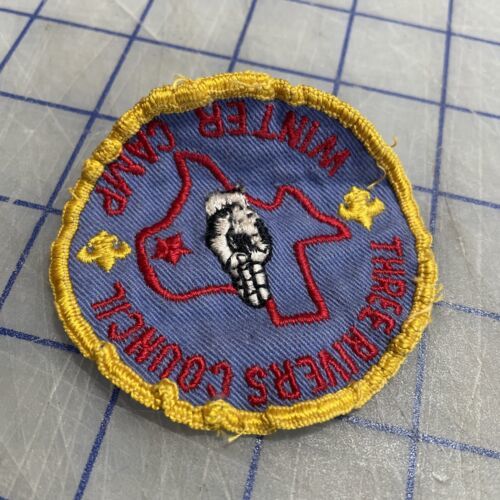 THREE RIVERS COUNCIL
WINTER CAMP